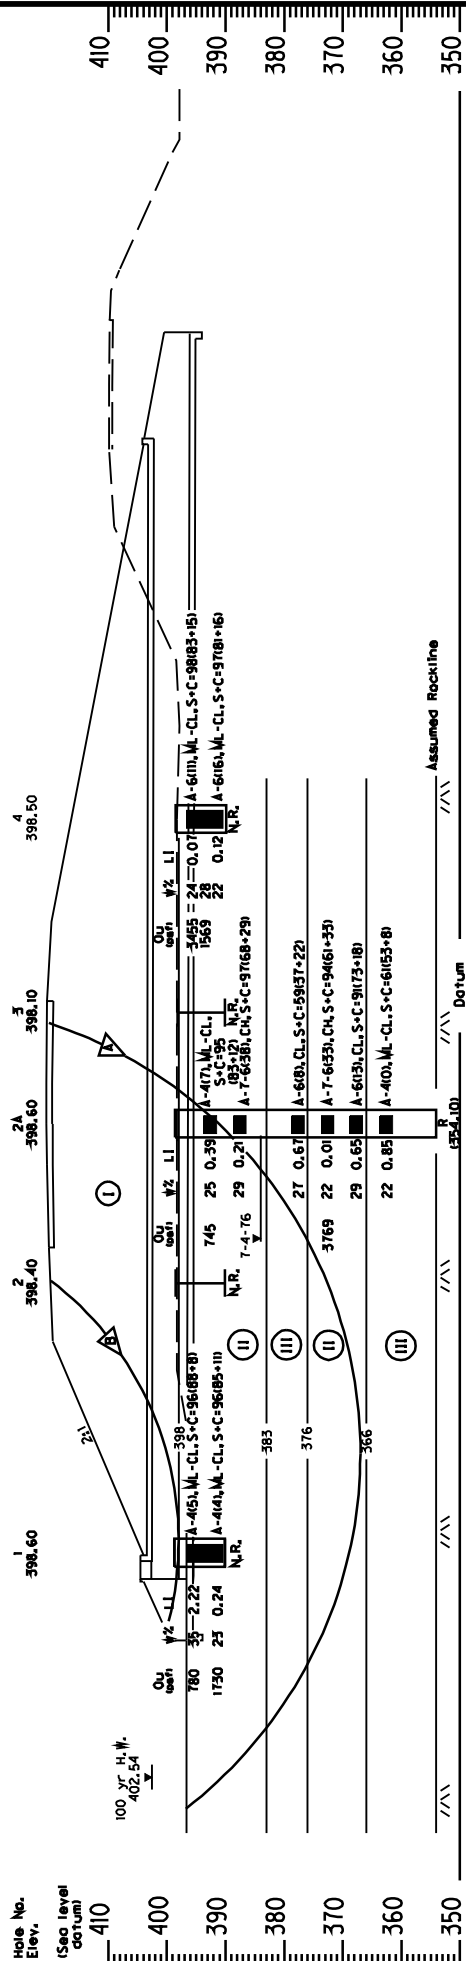 Hole No.
Elev.
(Sea level
datum)
1
398.60
2
398.40
2A
398.60
3
398.10
4
398.50
410
400
390
380
370
360
350
410
400
390
380
370
360
350
100 yr H.W.
402.54
2:1
B
A
I
Qu
(psf)
W%
LI
780
35
2.22
A-4(5), ML-CL, S+C=96(88+8)
1730
23
0.24
A-4(4), ML-CL, S+C=96(85+11)
N.R.
398
383
376
366
II
III
II
III
N.R.
7-4-76
Qu
(psf)
W%
LI
745
25
0.39
A-4(7), ML-CL,
S+C=95
(83+12)
29
0.21
A-7-6(38), CH, S+C=97(68+29)
27
0.67
A-6(8), CL, S+C=59(37+22)
3769
22
0.01
A-7-6(33), CH, S+C=94(61+33)
29
0.65
A-6(13), CL, S+C=91(73+18)
22
0.85
A-4(0), ML-CL, S+C=61(53+8)
R
(354.10)
N.R.
Qu
(psf)
W%
LI
3455
24
0.07
A-6(11), ML-CL, S+C=98(83+15)
1569
28
22
0.12
A-6(16), ML-CL, S+C=97(81+16)
N.R.
Assumed Rockline
Datum